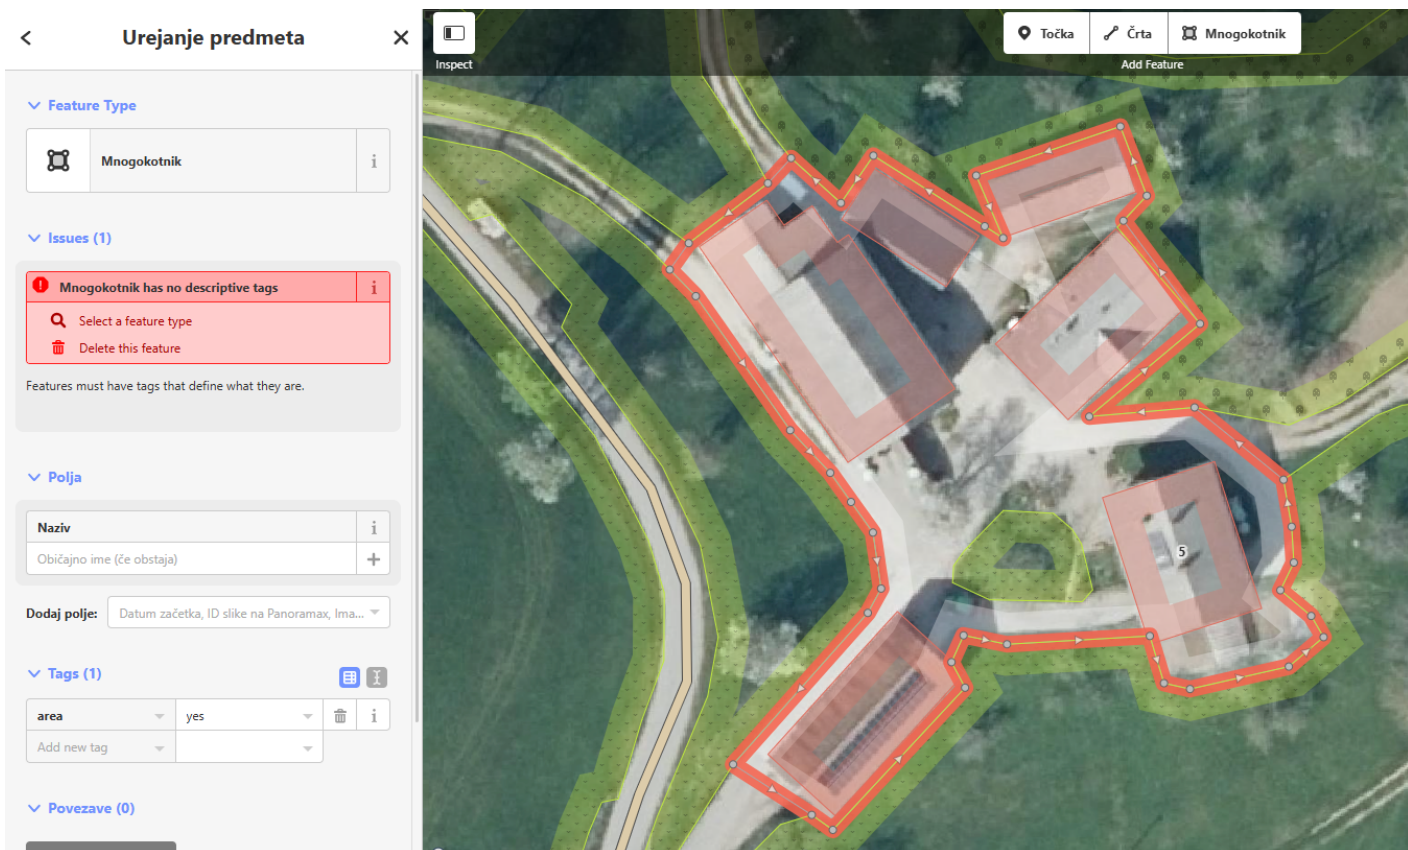 Urejanje predmeta
Inspect
Točka
Črta
Mnogokotnik
Add Feature
Feature Type
Mnogokotnik
i
Issues (1)
Mnogokotnik has no descriptive tags
i
Select a feature type
Delete this feature
Features must have tags that define what they are.
Polja
Naziv
i
Običajno ime (če obstaja)
+
Dodaj polje:
Datum začetka, ID slike na Panoramax, Ima...
Tags (1)
area
yes
i
Add new tag
Povezave (0)
5